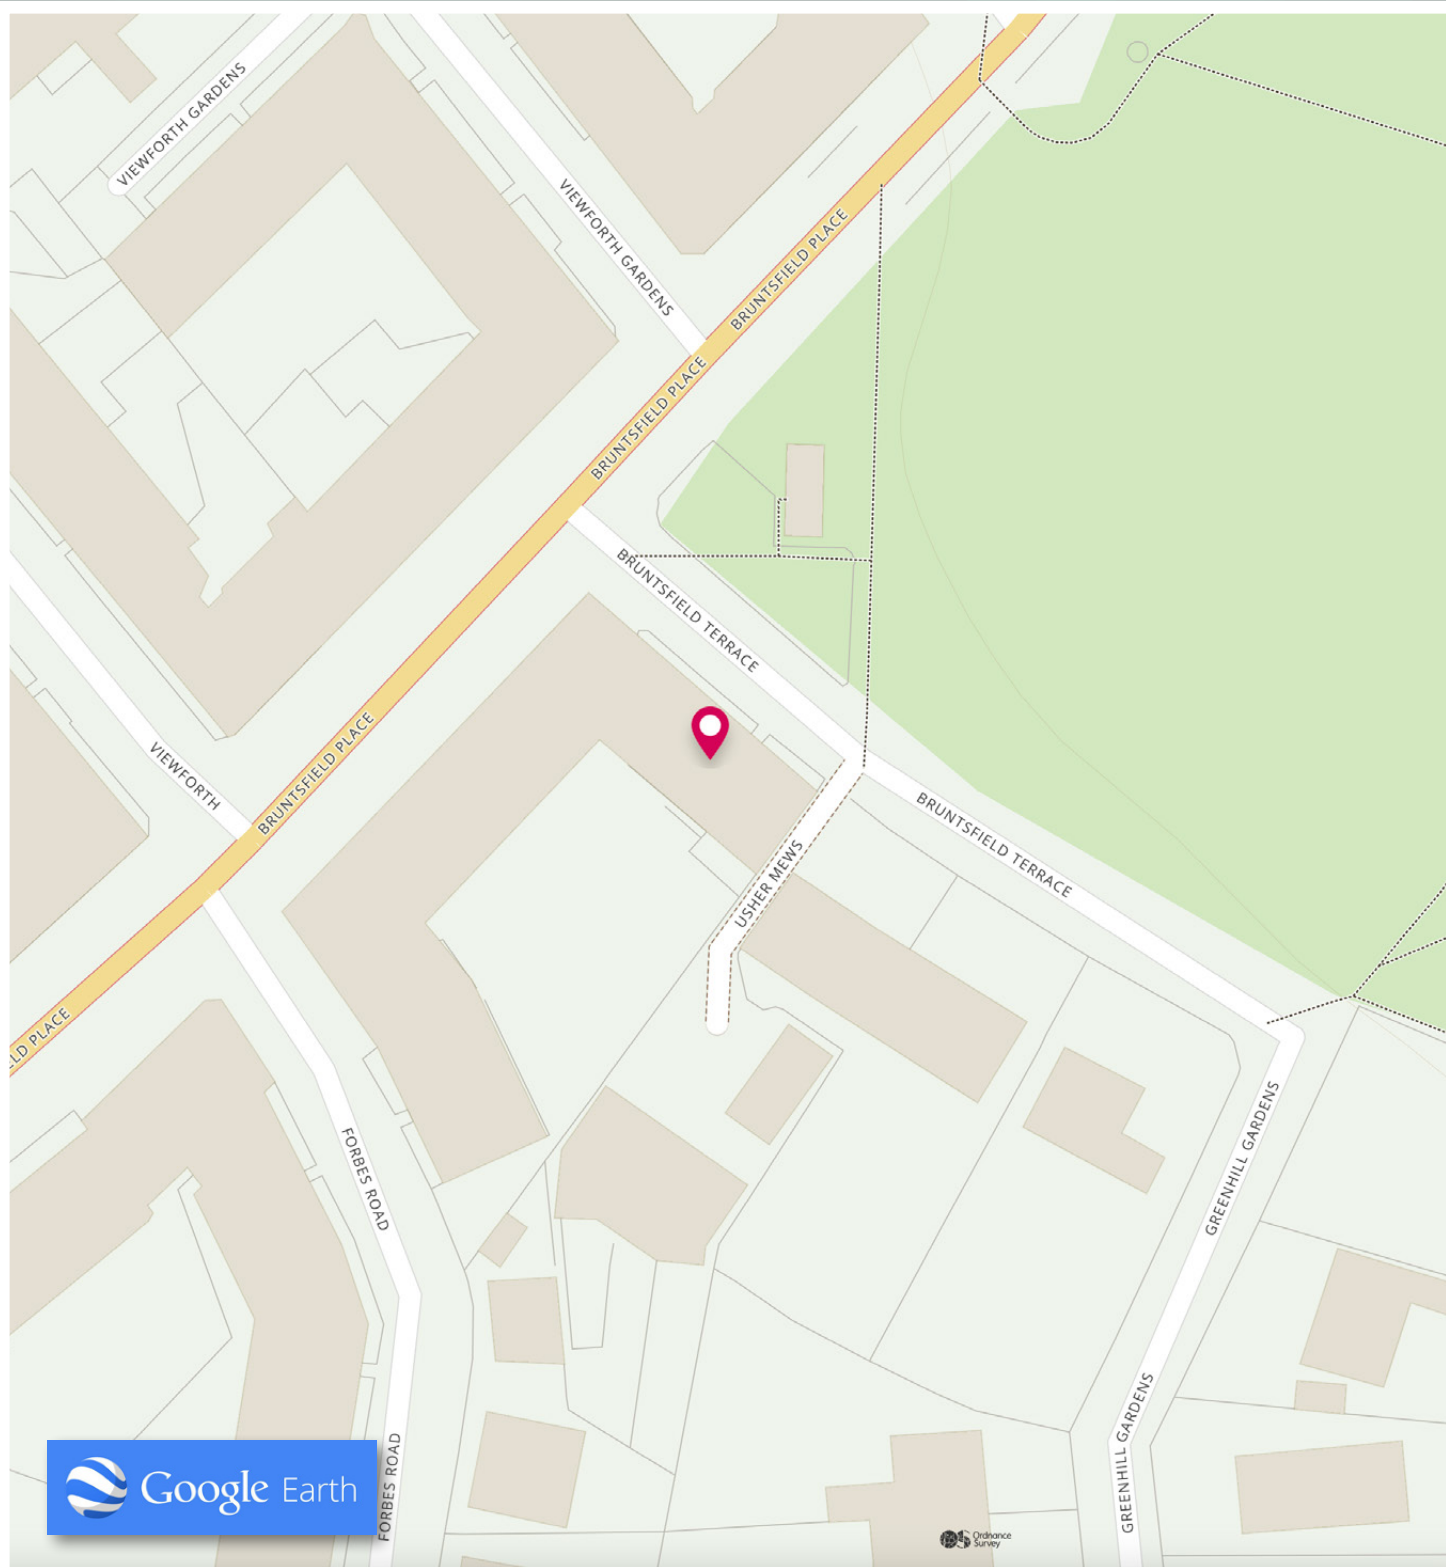 VIEWFORTH GARDENS
VIEWFORTH GARDENS
BRUNTSFIELD PLACE
BRUNTSFIELD PLACE
BRUNTSFIELD TERRACE
BRUNTSFIELD PLACE
VIEWFORTH
BRUNTSFIELD TERRACE
USHER MEWS
LD PLACE
FORBES ROAD
GREENHILL GARDENS
GREENHILL GARDENS
FORBES ROAD
Google Earth
Ordnance
Survey